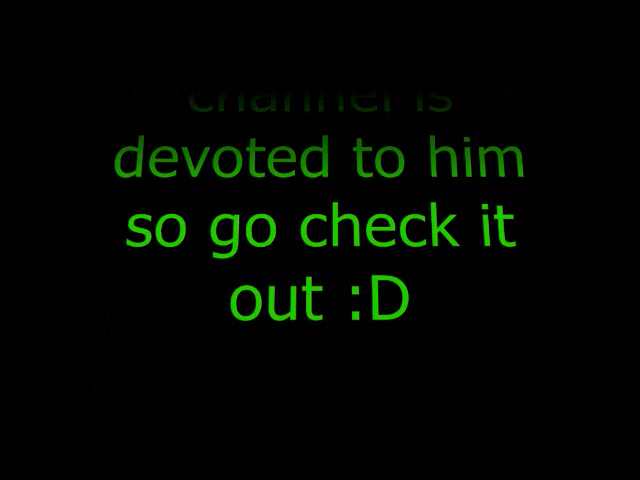 channel is
devoted to him
so go check it
out :D